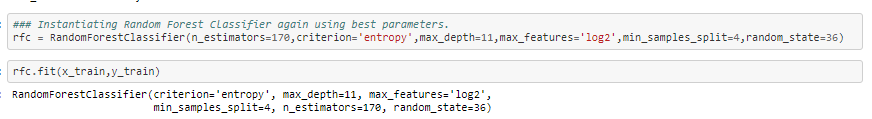 ### Instantiating Random Forest Classifier again using best parameters.
rfc = RandomForestClassifier(n_estimators=170,criterion='entropy',max_depth=11,max_features='log2',min_samples_split=4,random_state=36)
rfc.fit(x_train,y_train)
RandomForestClassifier(criterion='entropy', max_depth=11, max_features='log2',
min_samples_split=4, n_estimators=170, random_state=36)